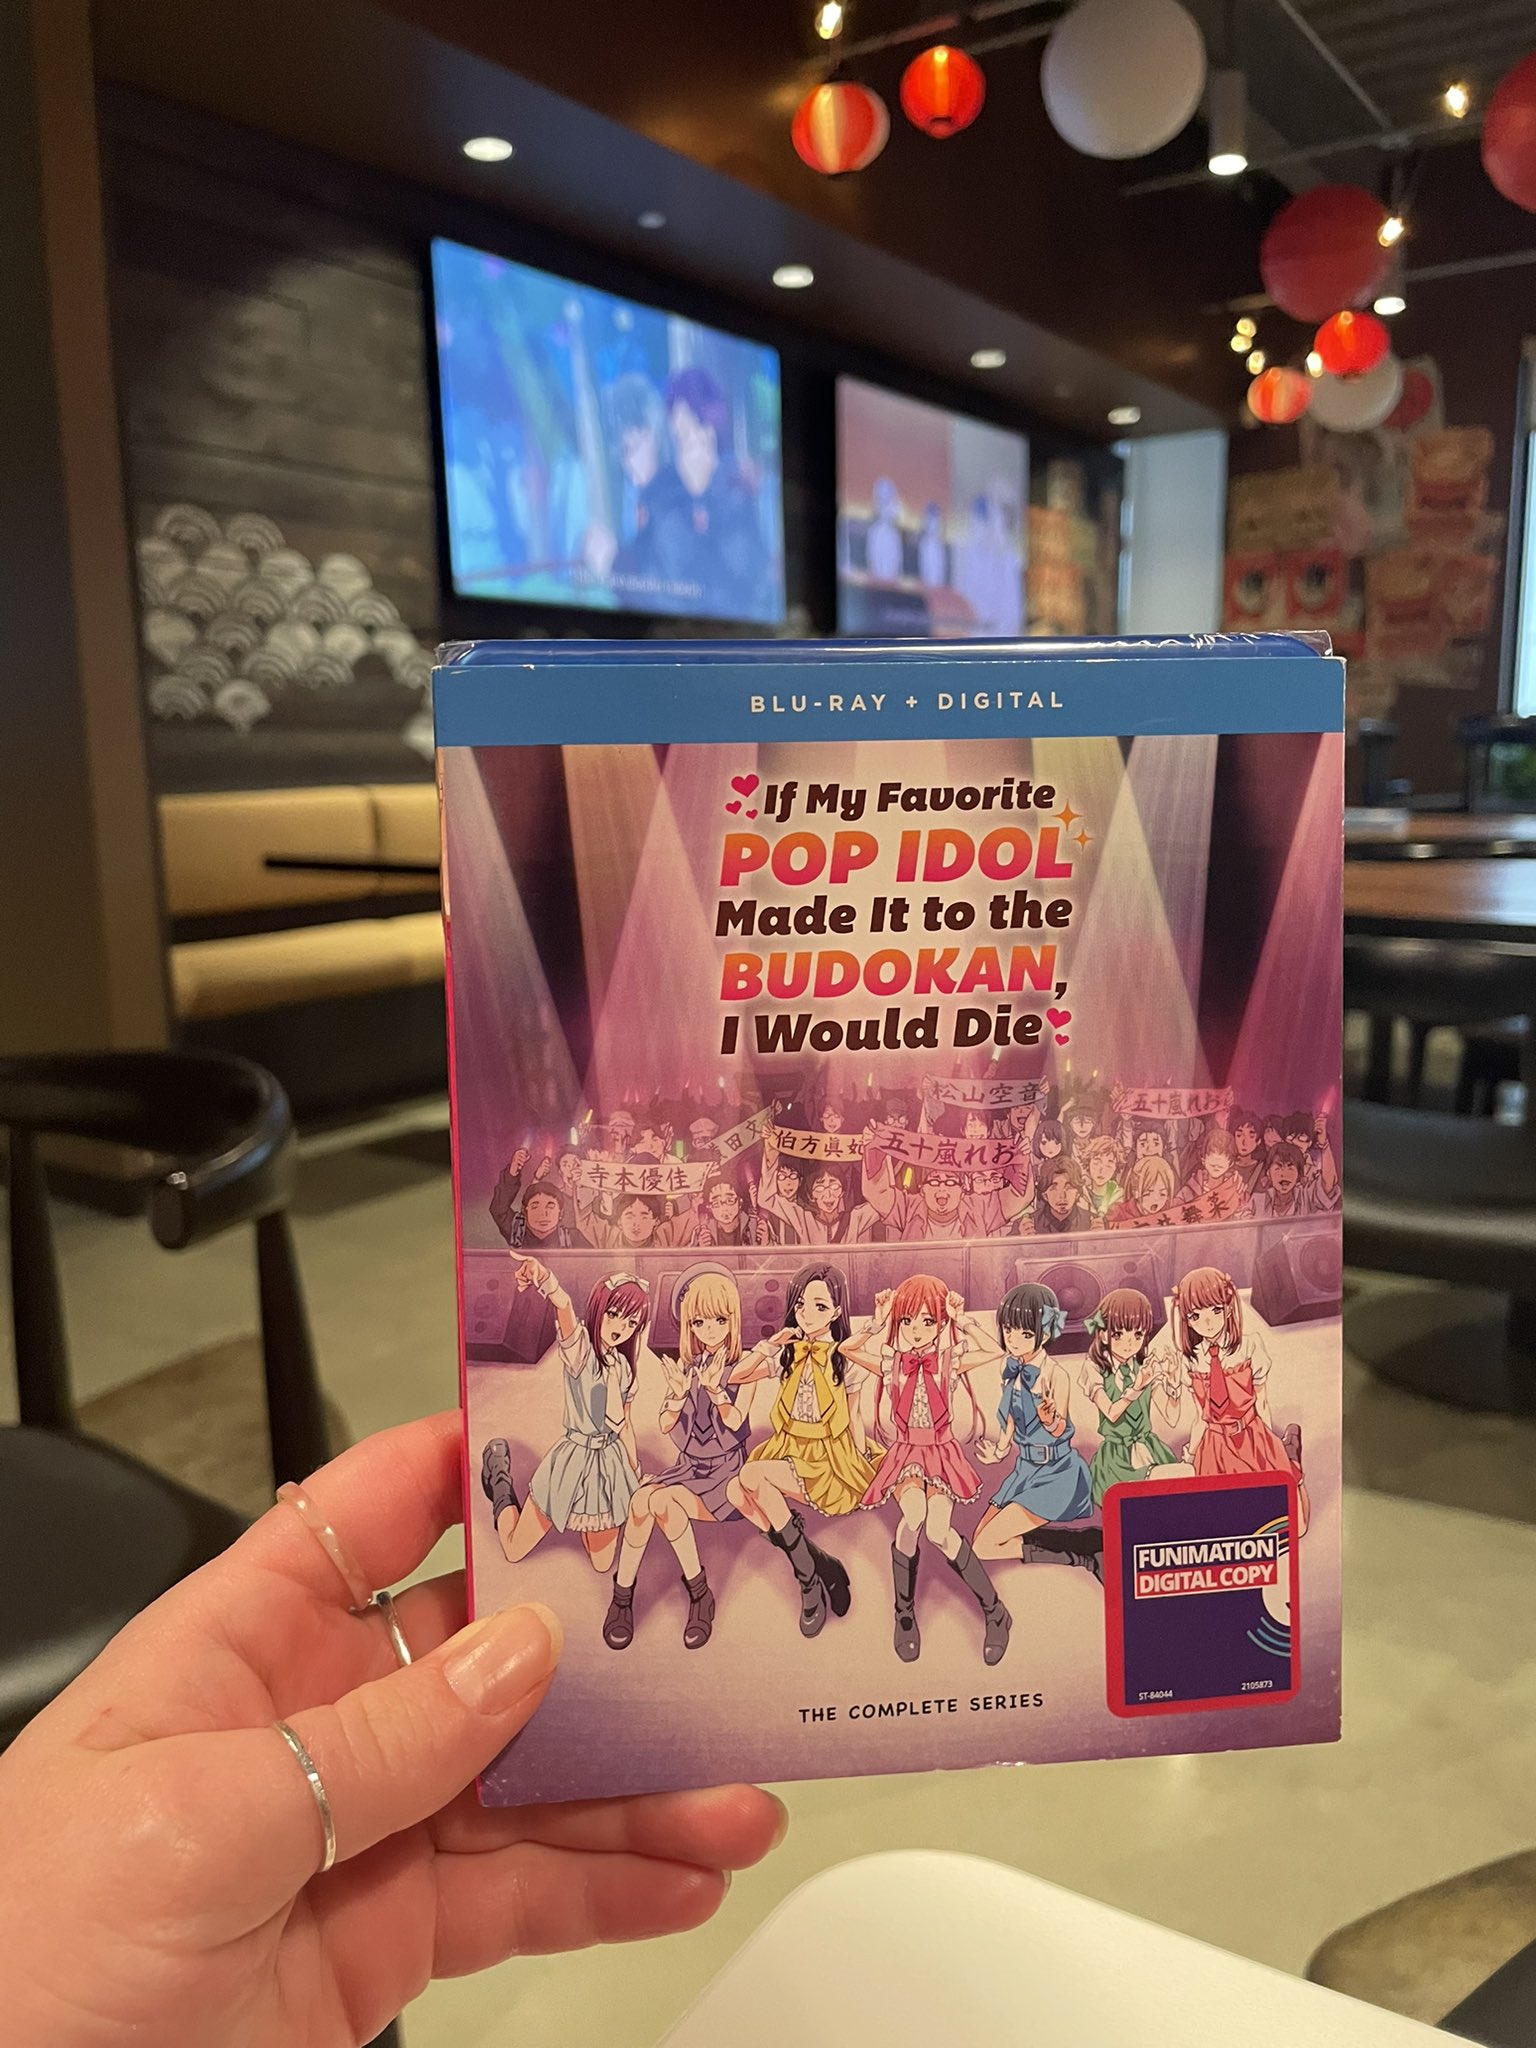 BLU-RAY + DIGITAL
If My Favorite
POP IDOL
Made It to the
BUDOKAN,
I Would Die
松山空音
五十嵐れお
伯方眞妃
五十嵐れお
寺本優佳
FUNIMATION
DIGITAL COPY
ST-84044 2105873
THE COMPLETE SERIES